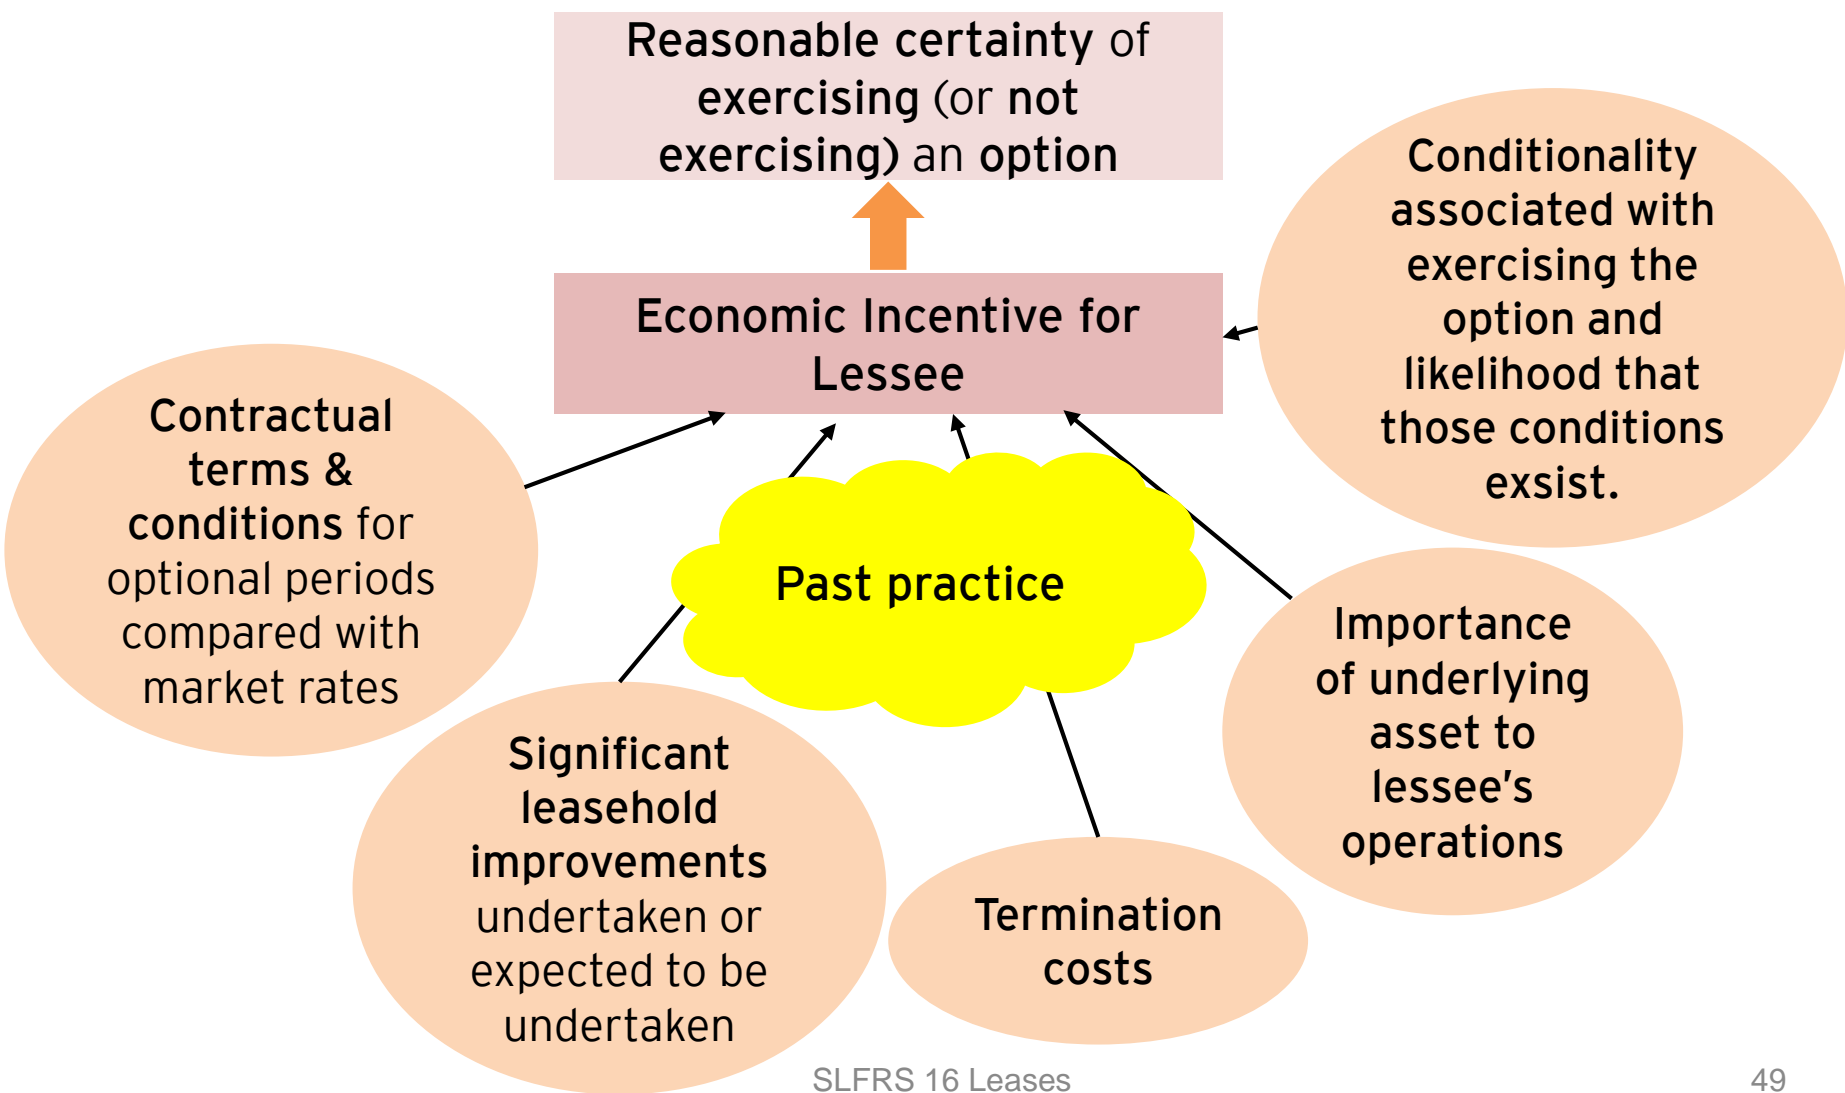 Reasonable certainty of
exercising (or not
exercising) an option
Economic Incentive for
Lessee
Conditionality
associated with
exercising the
option and
likelihood that
those conditions
exsist.
Contractual
terms &
conditions for
optional periods
compared with
market rates
Past practice
Importance
of underlying
asset to
lessee's
operations
Significant
leasehold
improvements
undertaken or
expected to be
undertaken
Termination
costs
SLFRS 16 Leases
49